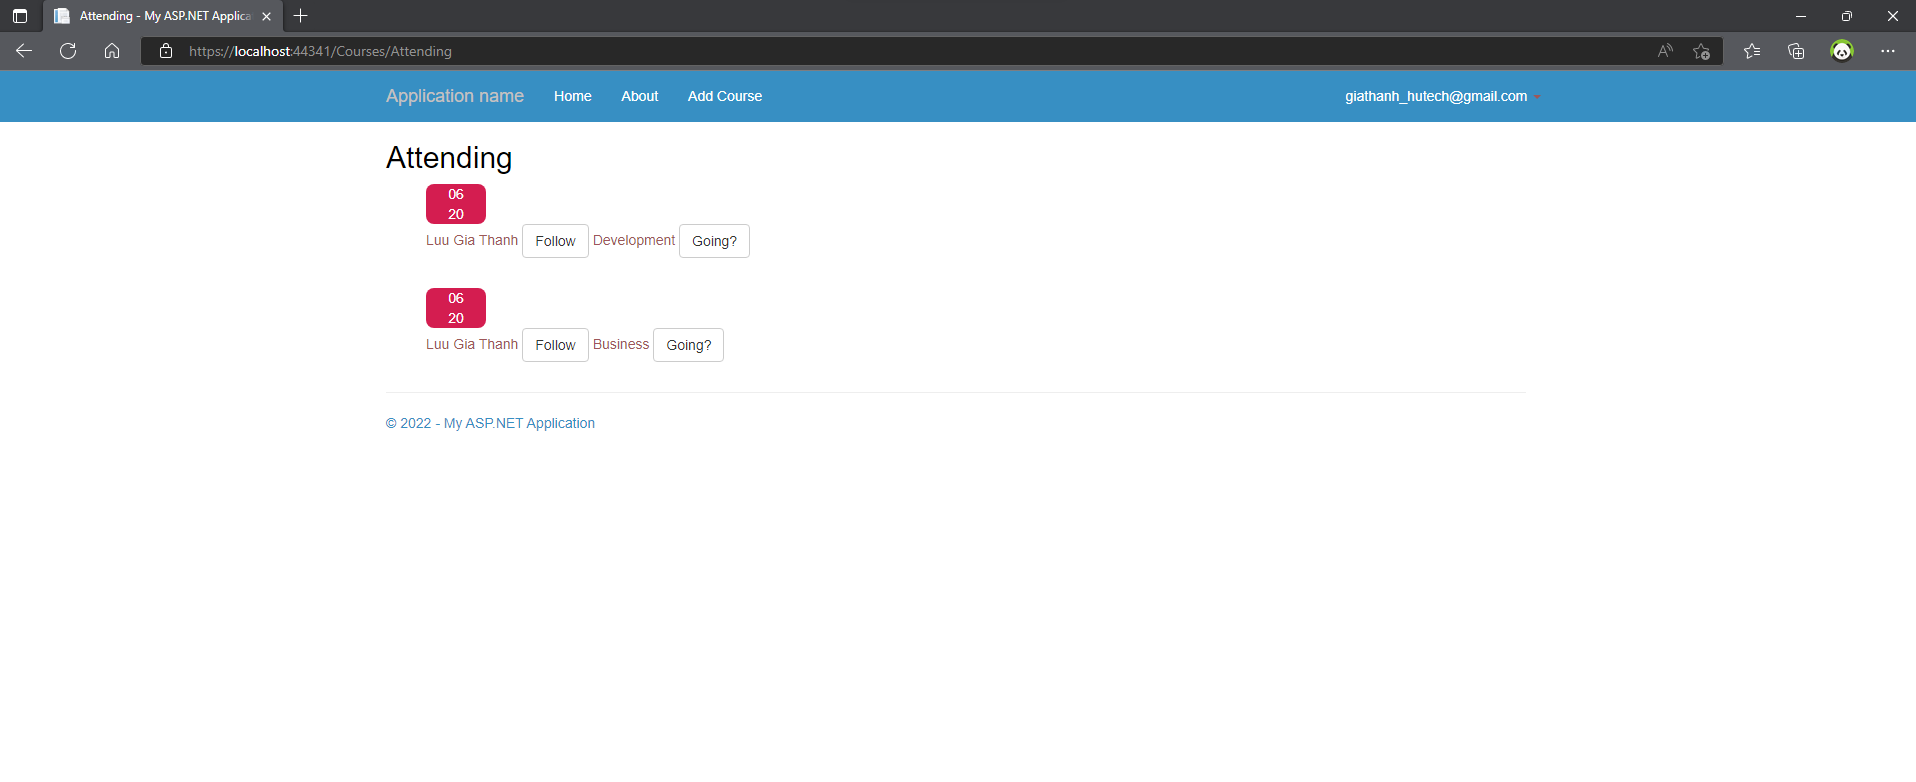 Attending - My ASP.NET Applica
https://localhost:44341/Courses/Attending
Application name Home About Add Course giathanh_hutech@gmail.com
Attending
06
20
Luu Gia Thanh Follow Development Going?
06
20
Luu Gia Thanh Follow Business Going?
© 2022 - My ASP.NET Application